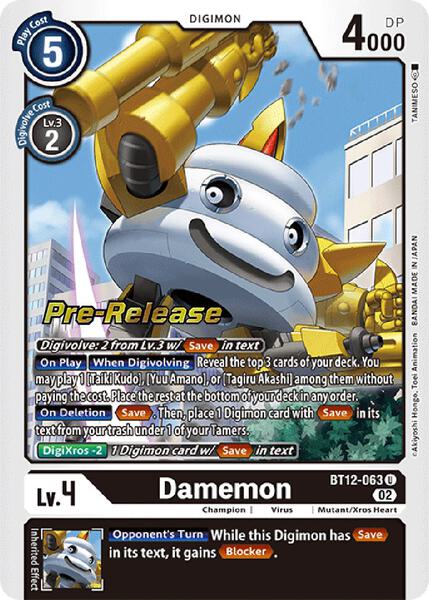 DIGIMON
Play Cost
5
DP
4000
Digivolve Cost
Lv.3
2
TANIMESO
©Akiyoshi Hongo, Toei Animation BANDAI MADE IN JAPAN
Pre-Release
Digivolve: 2 from Lv.3 w/ Save in text
On Play When Digivolving Reveal the top 3 cards of your deck. You
may play 1 [Taiki Kudo], [Yuu Amano], or [Tagiru Akashi] among them without
paying the cost. Place the rest at the bottom of your deck in any order.
On Deletion Save. Then, place 1 Digimon card with Save in its
text from your trash under 1 of your Tamers.
DigiXros -2 1 Digimon card w/ Save in text
Lv.4
Damemon
BT12-063 U
02
Champion | Virus | Mutant/Xros Heart
Inherited Effect
Opponent's Turn While this Digimon has Save
in its text, it gains Blocker.